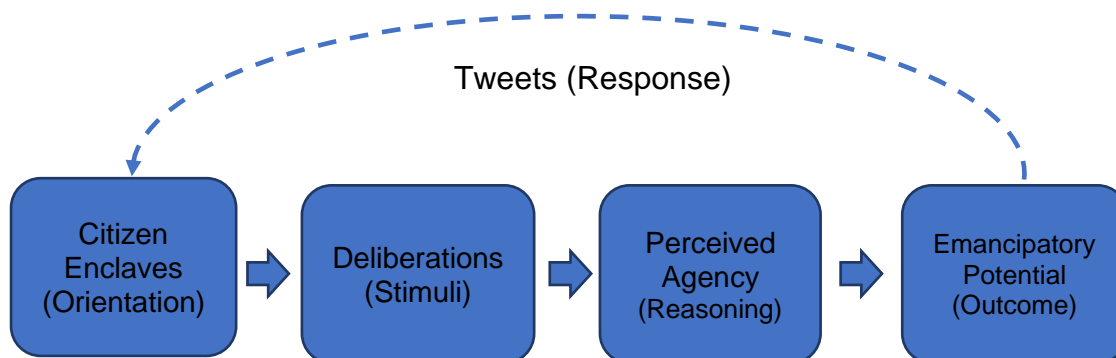 Tweets (Response)
Citizen
Enclaves
(Orientation)
Deliberations
(Stimuli)
Perceived
Agency
(Reasoning)
Emancipatory
Potential
(Outcome)